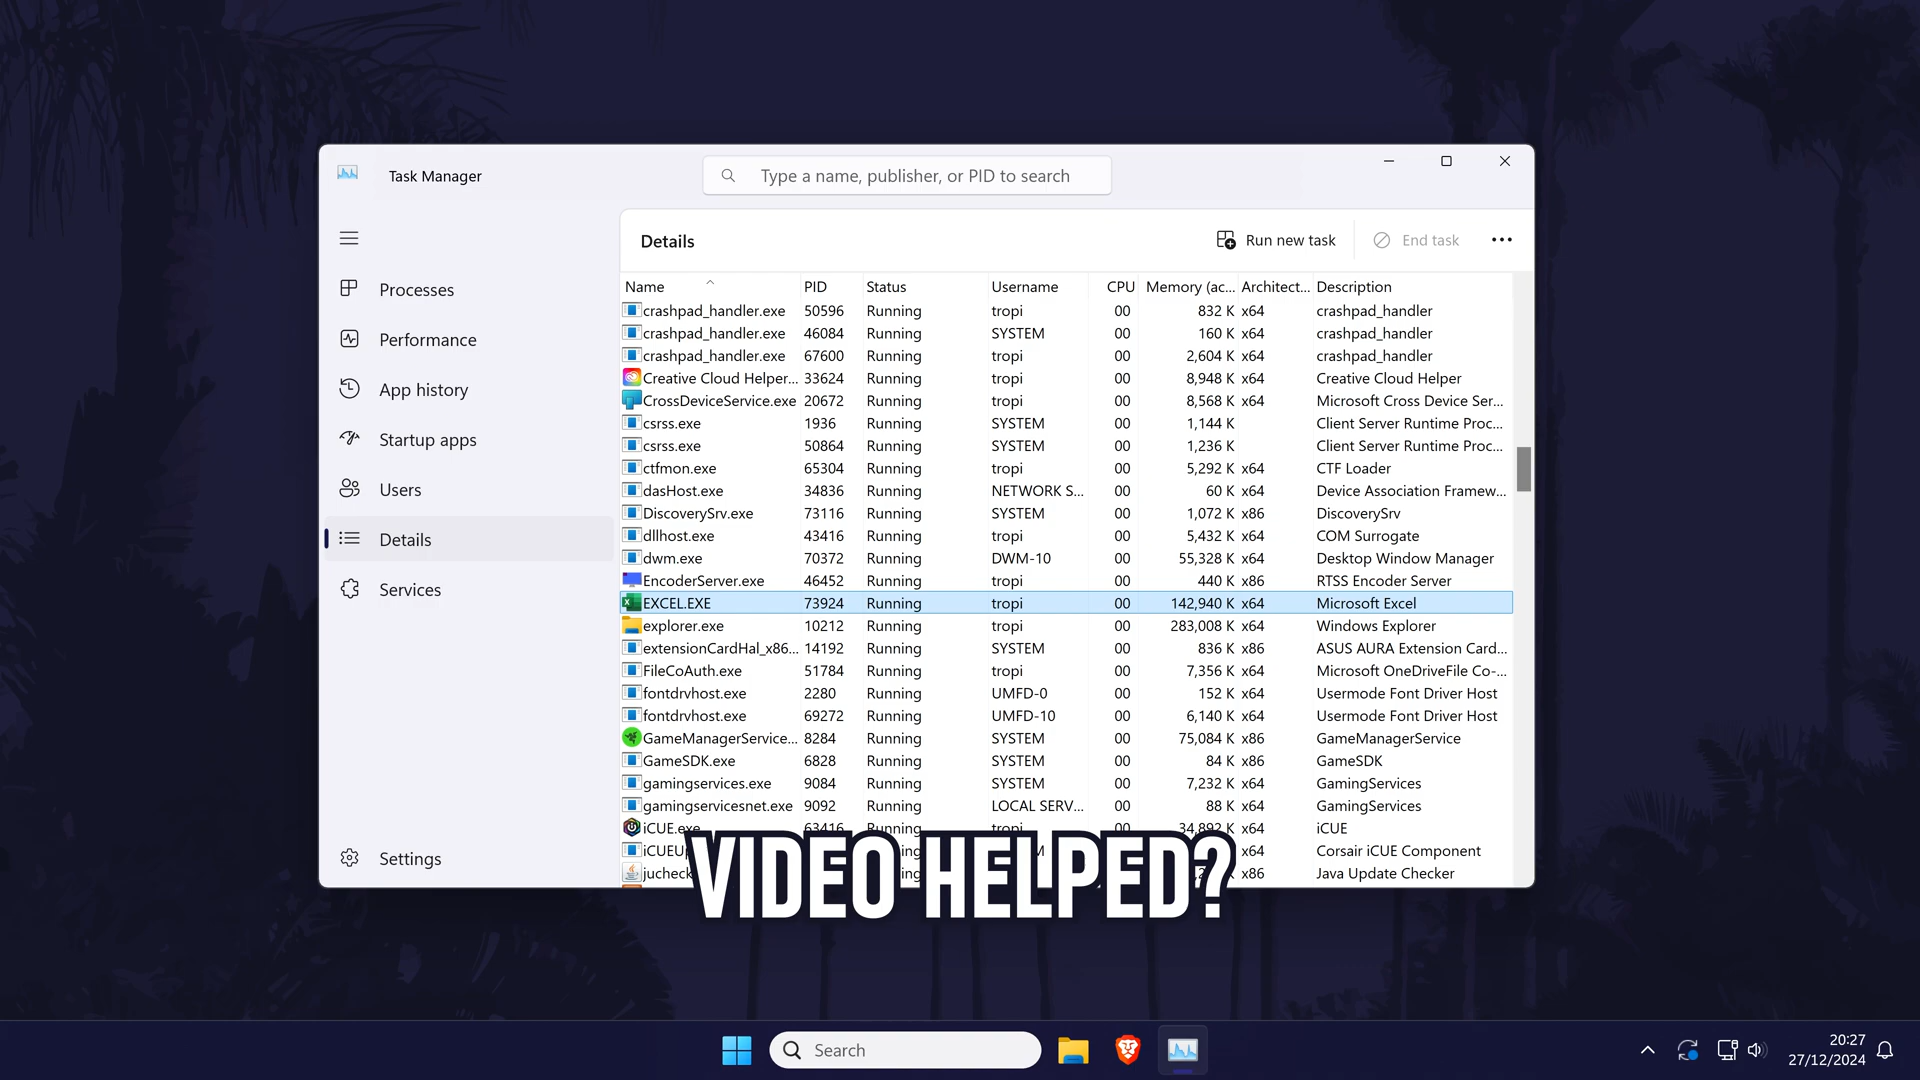 Task Manager
Type a name, publisher, or PID to search
Details
Run new task
End task
Processes
Performance
App history
Startup apps
Users
Details
Services
Settings
Name PID Status Username CPU Memory (ac... Architect... Description
crashpad_handler.exe 50596 Running tropi 00 832 K x64 crashpad_handler
crashpad_handler.exe 46084 Running SYSTEM 00 160 K x64 crashpad_handler
crashpad_handler.exe 67600 Running tropi 00 2,604 K x64 crashpad_handler
Creative Cloud Helper... 33624 Running tropi 00 8,948 K x64 Creative Cloud Helper
CrossDeviceService.exe 20672 Running tropi 00 8,568 K x64 Microsoft Cross Device Ser...
csrss.exe 1936 Running SYSTEM 00 1,144 K Client Server Runtime Proc...
csrss.exe 50864 Running SYSTEM 00 1,236 K Client Server Runtime Proc...
ctfmon.exe 65304 Running tropi 00 5,292 K x64 CTF Loader
dasHost.exe 34836 Running NETWORK S... 00 60 K x64 Device Association Framew...
DiscoverySrv.exe 73116 Running SYSTEM 00 1,072 K x86 DiscoverySrv
dllhost.exe 43416 Running tropi 00 5,432 K x64 COM Surrogate
dwm.exe 70372 Running DWM-10 00 55,328 K x64 Desktop Window Manager
EncoderServer.exe 46452 Running tropi 00 440 K x86 RTSS Encoder Server
EXCEL.EXE 73924 Running tropi 00 142,940 K x64 Microsoft Excel
explorer.exe 10212 Running tropi 00 283,008 K x64 Windows Explorer
extensionCardHal_x86... 14192 Running SYSTEM 00 836 K x86 ASUS AURA Extension Card...
FileCoAuth.exe 51784 Running tropi 00 7,356 K x64 Microsoft OneDriveFile Co-...
fontdrvhost.exe 2280 Running UMFD-0 00 152 K x64 Usermode Font Driver Host
fontdrvhost.exe 69272 Running UMFD-10 00 6,140 K x64 Usermode Font Driver Host
GameManagerService... 8284 Running SYSTEM 00 75,084 K x86 GameManagerService
GameSDK.exe 6828 Running SYSTEM 00 84 K x86 GameSDK
gamingservices.exe 9084 Running SYSTEM 00 7,232 K x64 GamingServices
gamingservicesnet.exe 9092 Running LOCAL SERV... 00 88 K x64 GamingServices
iCUE.exe 63416 Running tropi 00 34,892 K x64 iCUE
x64 Corsair iCUE Component
x86 Java Update Checker
VIDEO HELPED?
Search
20:27
27/12/2024